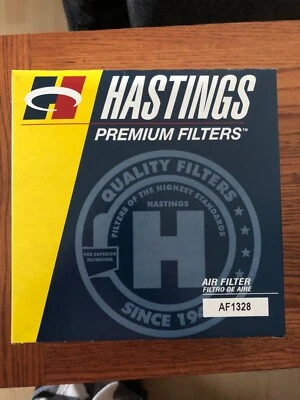 HASTINGS
PREMIUM FILTERS™
QUALITY FILTERS
FILTERS OF THE HIGHEST STANDARDS
HASTINGS
FOR SUPERIOR
FILTRATION
H
AIR FILTER
FILTRO DE AIRE
AF1328
SINCE